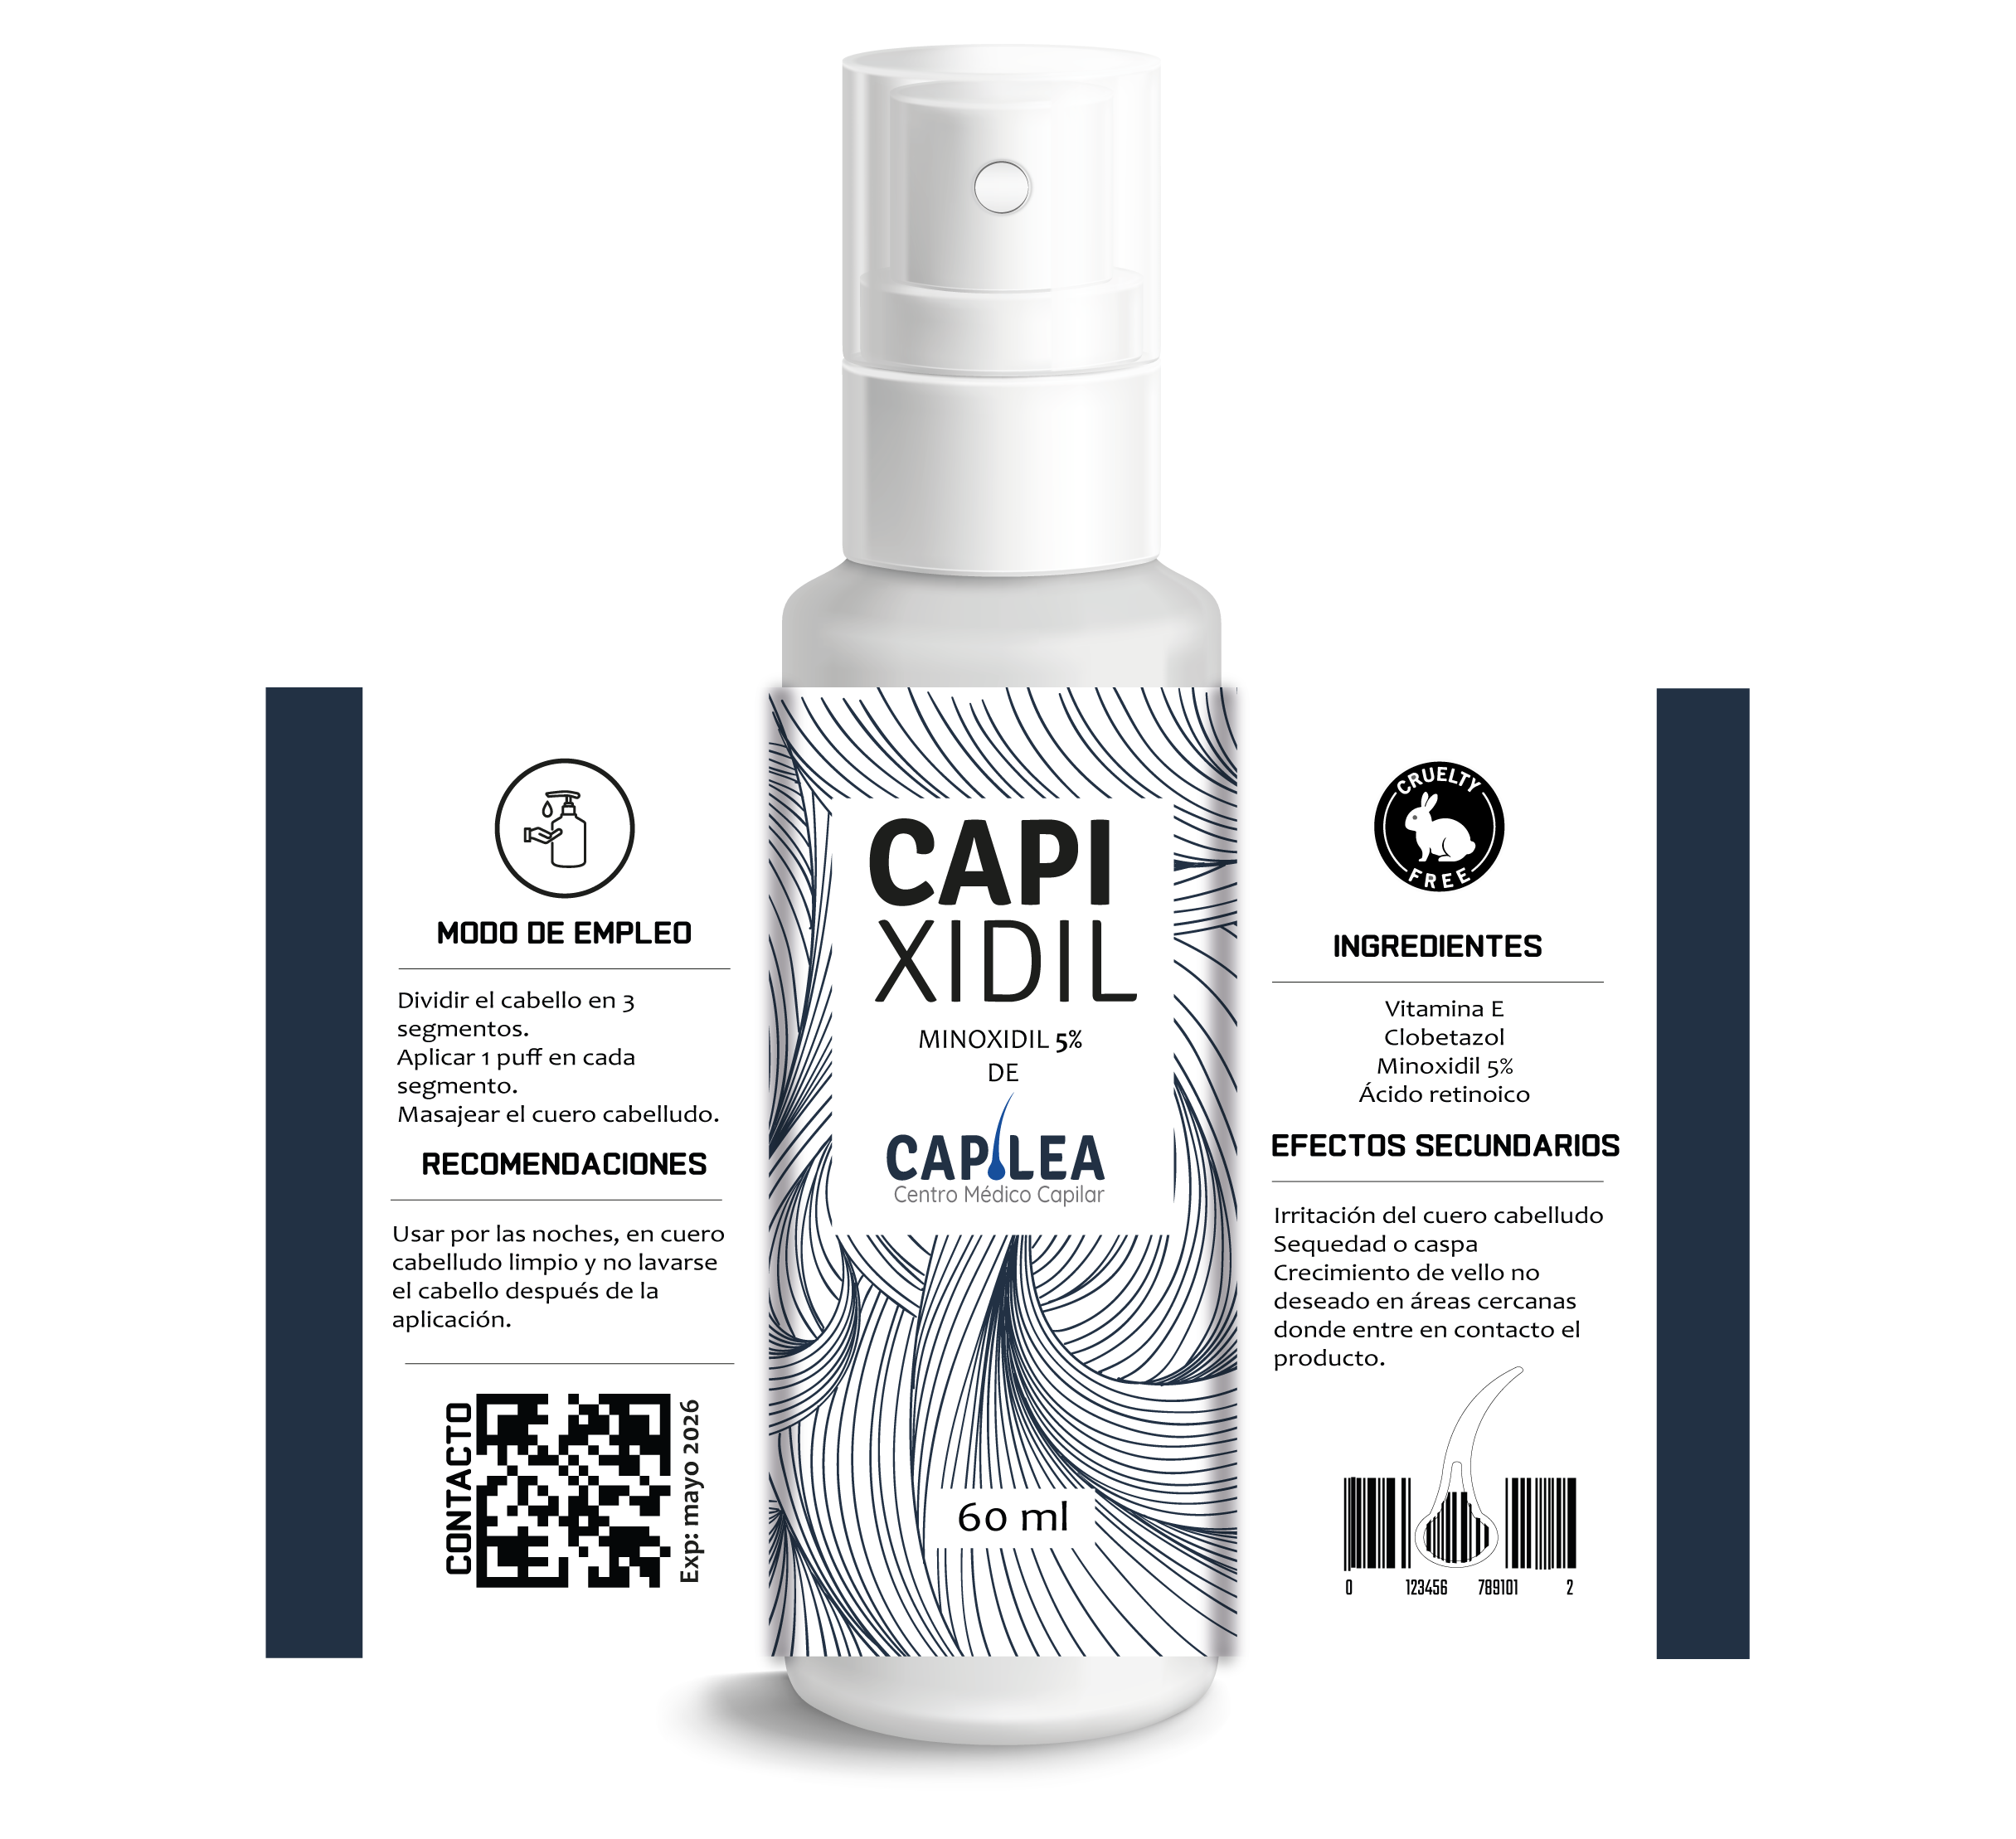 MODO DE EMPLEO
Dividir el cabello en 3
segmentos.
Aplicar 1 puff en cada
segmento.
Masajear el cuero cabelludo.
RECOMENDACIONES
Usar por las noches, en cuero
cabelludo limpio y no lavarse
el cabello después de la
aplicación.
CONTACTO
Exp: mayo 2026
CAPI
XIDIL
MINOXIDIL 5%
DE
CAPILEA
Centro Médico Capilar
60 ml
CRUELTY
FREE
INGREDIENTES
Vitamina E
Clobetazol
Minoxidil 5%
Ácido retinoico
EFECTOS SECUNDARIOS
Irritación del cuero cabelludo
Sequedad o caspa
Crecimiento de vello no
deseado en áreas cercanas
donde entre en contacto el
producto.
0 123456 789101 2